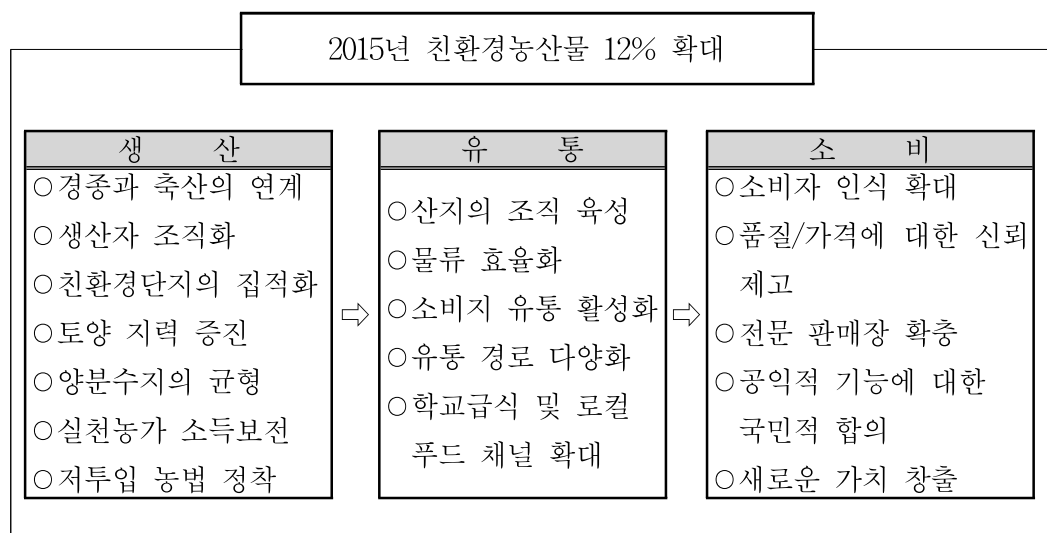 2015년 친환경농산물 12% 확대
생 산
○경종과 축산의 연계
○생산자 조직화
○친환경단지의 집적화
○토양 지력 증진
○양분수지의 균형
○실천농가 소득보전
○저투입 농법 정착
⇨
유 통
○산지의 조직 육성
○물류 효율화
○소비지 유통 활성화
○유통 경로 다양화
○학교급식 및 로컬
푸드 채널 확대
⇨
소 비
○소비자 인식 확대
○품질/가격에 대한 신뢰
제고
○전문 판매장 확충
○공익적 기능에 대한
국민적 합의
○새로운 가치 창출